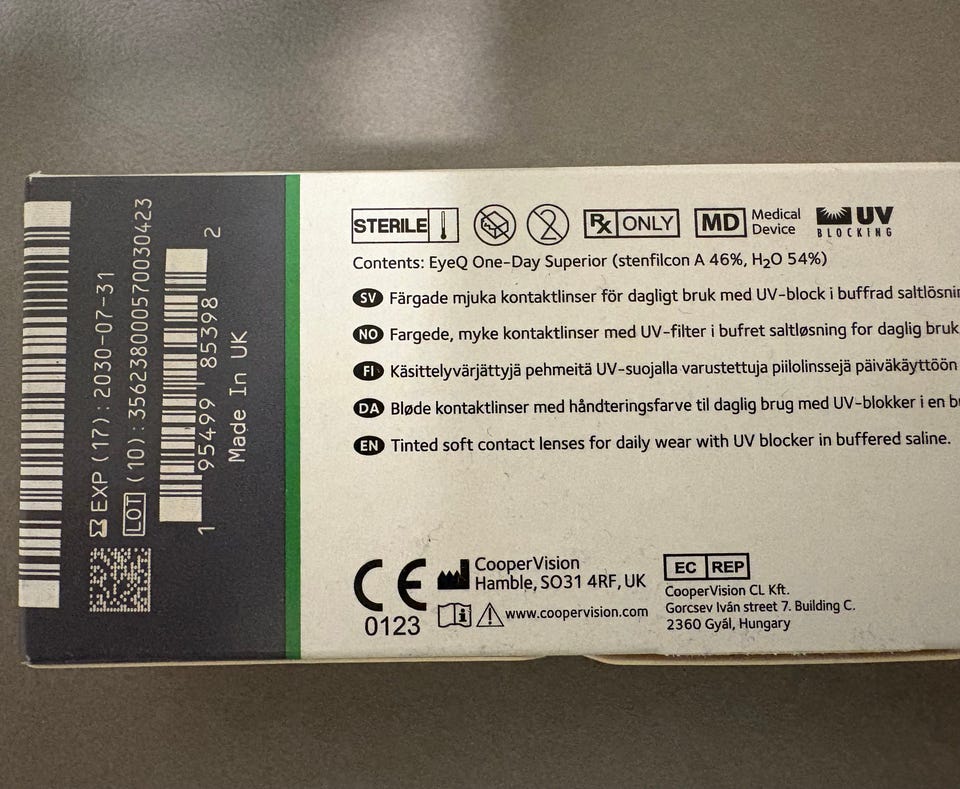 EXP (17): 2030-07-31
LOT (10): 35623800057003​0423
1 95499 85398 2
Made In UK
STERILE Rx ONLY MD Medical Device UV BLOCKING
Contents: EyeQ One-Day Superior (stenfilcon A 46%, H₂O 54%)
SV Färgade mjuka kontaktlinser för dagligt bruk med UV-block i buffrad
NO Fargede, myke kontaktlinser med UV-filter i bufret saltløsning for daglig bruk
FI Käsittelyvärjättyjä pehmeitä UV-suojalla varustettuja piilolinssejä päiväkäyttöön
DA Bløde kontaktlinser med håndteringsfarve til daglig brug med UV-blokker i en
EN Tinted soft contact lenses for daily wear with UV blocker in buffered saline.
CE 0123
CooperVision
Hamble, SO31 4RF, UK
www.coopervision.com
EC REP
CooperVision CL Kft.
Gorcsev Iván street 7. Building C.
2360 Gyál, Hungary